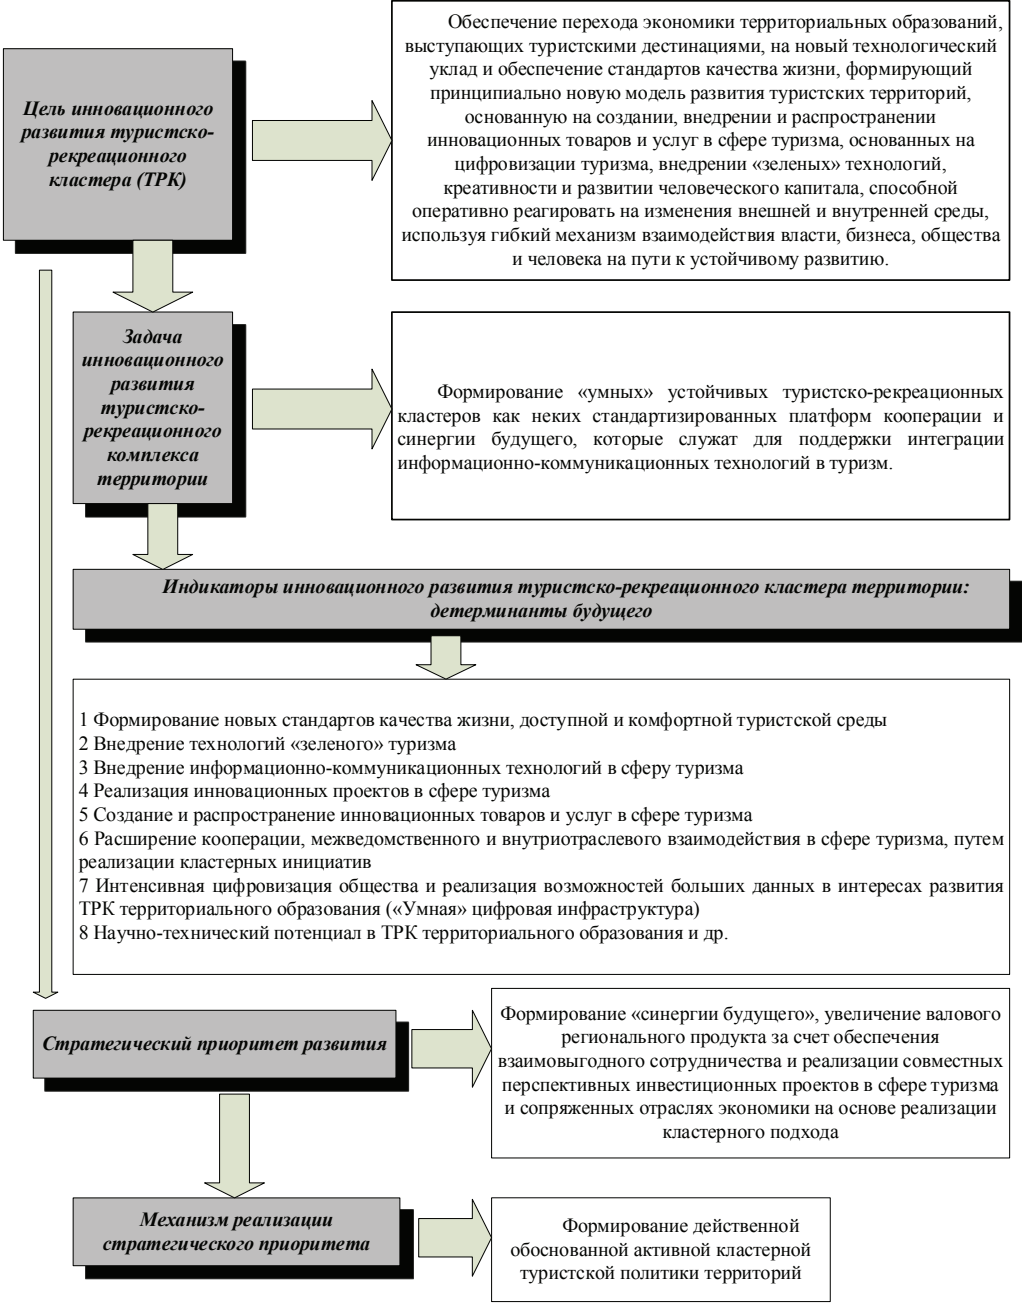 Цель инновационного
развития туристско-
рекреационного
кластера (ТРК)
Обеспечение перехода экономики территориальных образований,
выступающих туристскими дестинациями, на новый технологический
уклад и обеспечение стандартов качества жизни, формирующий
принципиально новую модель развития туристских территорий,
основанную на создании, внедрении и распространении
инновационных товаров и услуг в сфере туризма, основанных на
цифровизации туризма, внедрении «зеленых» технологий,
креативности и развитии человеческого капитала, способной
оперативно реагировать на изменения внешней и внутренней среды,
используя гибкий механизм взаимодействия власти, бизнеса, общества
и человека на пути к устойчивому развитию.
Задача
инновационного
развития
туристско-
рекреационного
комплекса
территории
Формирование «умных» устойчивых туристско-рекреационных
кластеров как неких стандартизированных платформ кооперации и
синергии будущего, которые служат для поддержки интеграции
информационно-коммуникационных технологий в туризм.
Индикаторы инновационного развития туристско-рекреационного кластера территории:
детерминанты будущего
1 Формирование новых стандартов качества жизни, доступной и комфортной туристской среды
2 Внедрение технологий «зеленого» туризма
3 Внедрение информационно-коммуникационных технологий в сферу туризма
4 Реализация инновационных проектов в сфере туризма
5 Создание и распространение инновационных товаров и услуг в сфере туризма
6 Расширение кооперации, межведомственного и внутриотраслевого взаимодействия в сфере туризма, путем
реализации кластерных инициатив
7 Интенсивная цифровизация общества и реализация возможностей больших данных в интересах развития
ТРК территориального образования («Умная» цифровая инфраструктура)
8 Научно-технический потенциал в ТРК территориального образования и др.
Стратегический приоритет развития
Формирование «синергии будущего», увеличение валового
регионального продукта за счет обеспечения
взаимовыгодного сотрудничества и реализации совместных
перспективных инвестиционных проектов в сфере туризма
и сопряженных отраслях экономики на основе реализации
кластерного подхода
Механизм реализации
стратегического приоритета
Формирование действенной
обоснованной активной кластерной
туристской политики территорий